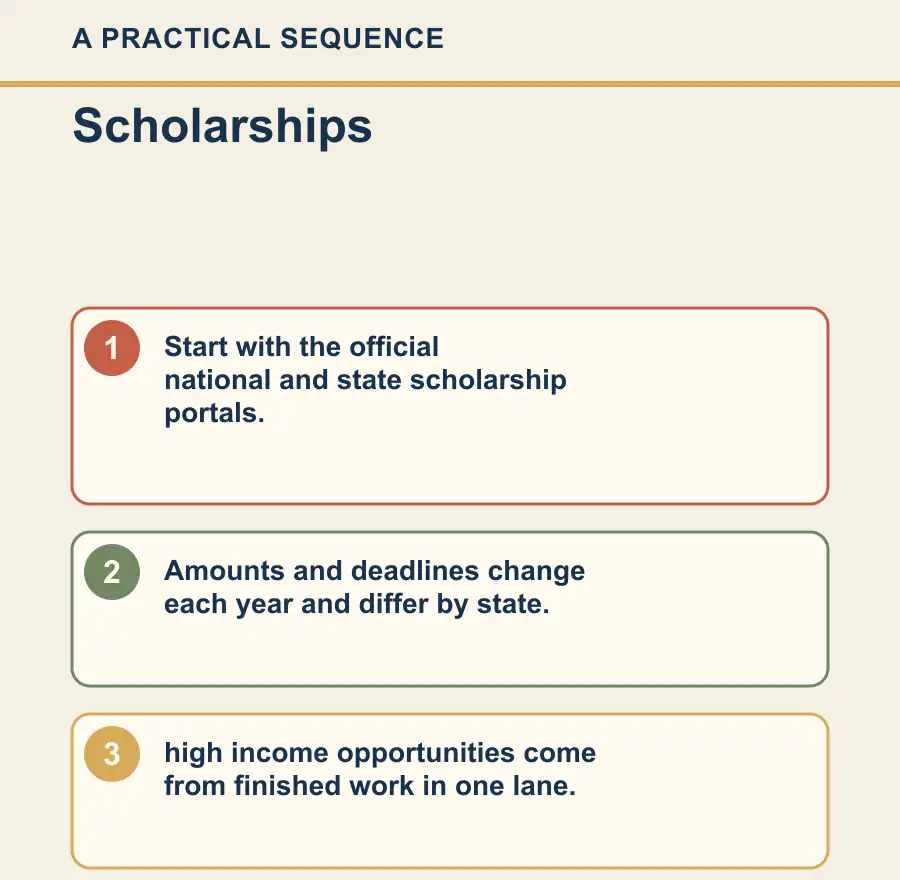 A PRACTICAL SEQUENCE
Scholarships
1
Start with the official
national and state scholarship
portals.
2
Amounts and deadlines change
each year and differ by state.
3
high income opportunities come
from finished work in one lane.